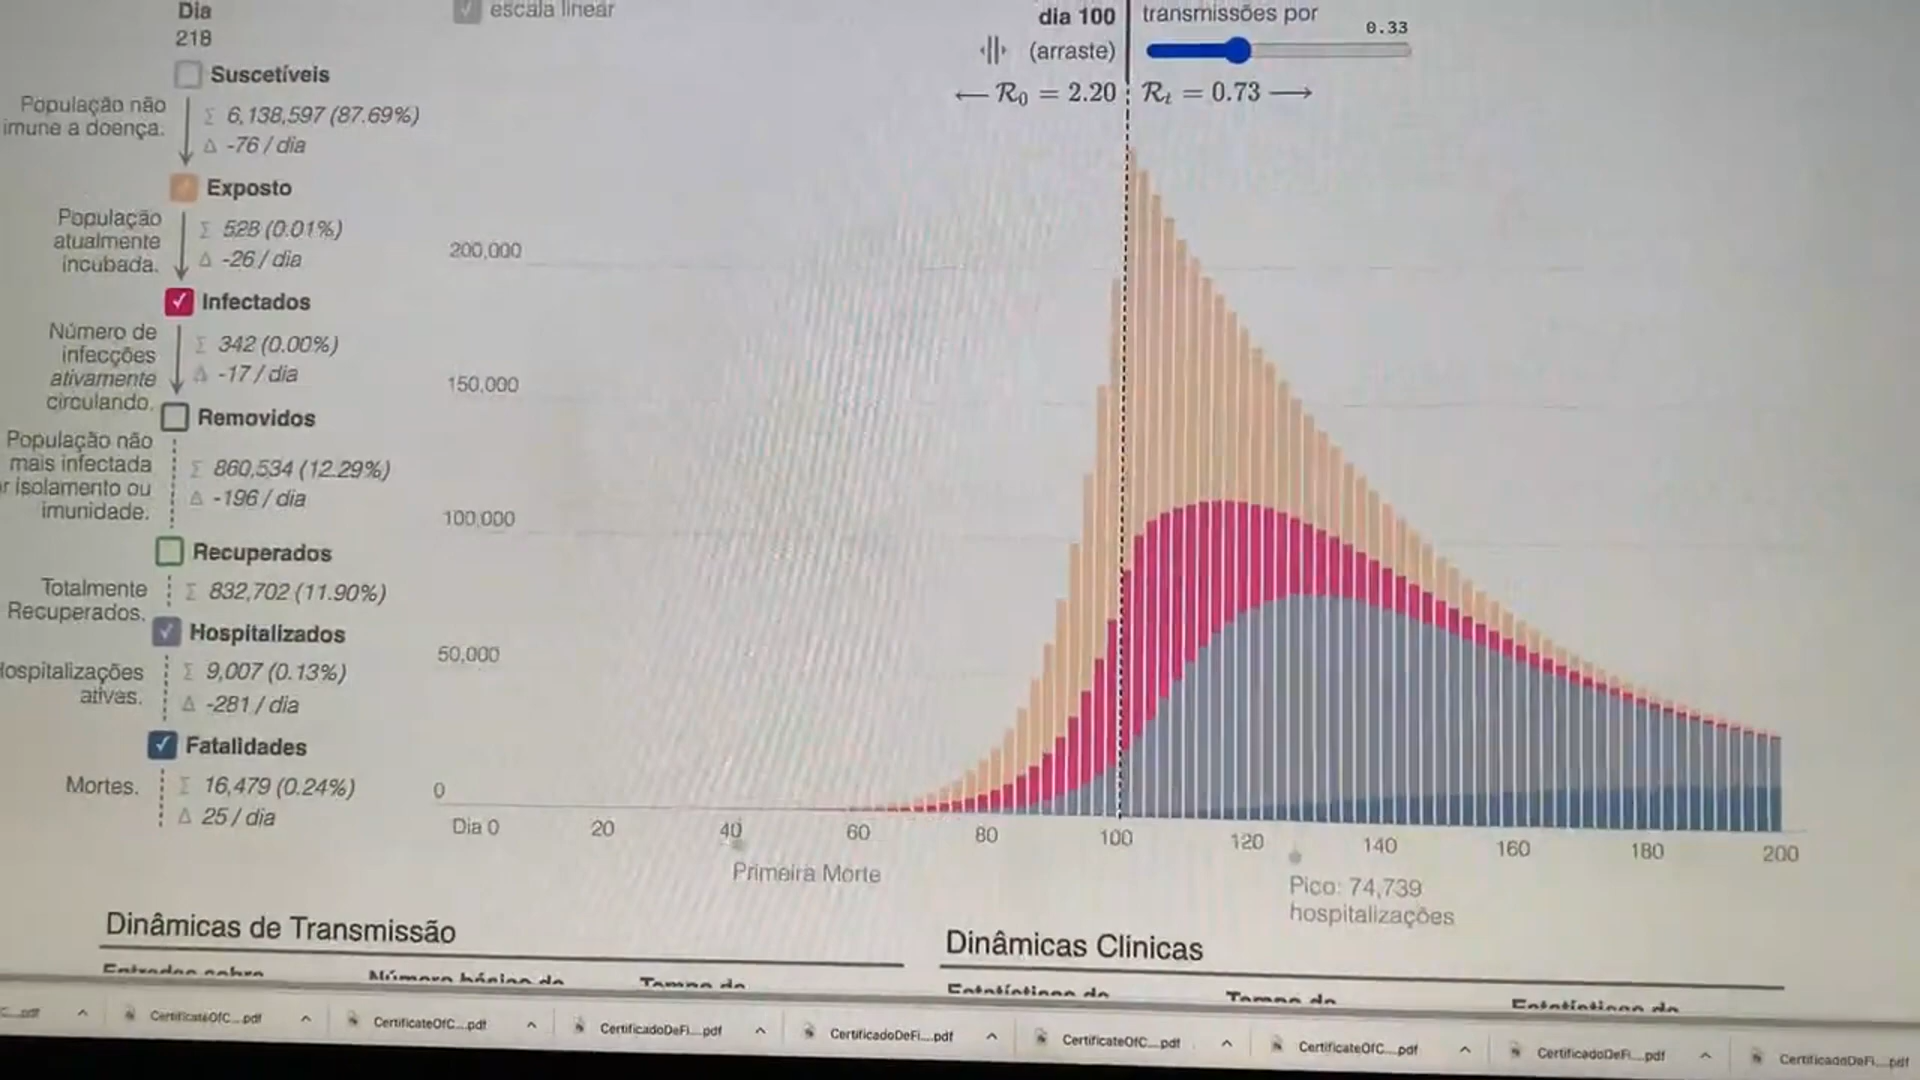 Dia
218
escala linear
dia 100
(arraste)
transmissões por
0.33
← R₀ = 2.20
Rₜ = 0.73 →
Suscetíveis
População não
imune a doença.
Σ 6,138,597 (87.69%)
Δ -76 / dia
Exposto
População
atualmente
incubada.
Σ 528 (0.01%)
Δ -26 / dia
Infectados
Número de
infecções
ativamente
circulando.
Σ 342 (0.00%)
Δ -17 / dia
Removidos
População não
mais infectada
r isolamento ou
imunidade.
Σ 860,534 (12.29%)
Δ -196 / dia
Recuperados
Totalmente
Recuperados.
Σ 832,702 (11.90%)
Hospitalizados
Hospitalizações
ativas.
Σ 9,007 (0.13%)
Δ -281 / dia
Fatalidades
Mortes.
Σ 16,479 (0.24%)
Δ 25 / dia
200,000
150,000
100,000
50,000
0
Dia 0 20 40 60 80 100 120 140 160 180 200
Primeira Morte
Pico: 74,739
hospitalizações
Dinâmicas de Transmissão
Dinâmicas Clínicas
C....pdf
CertificateOfC....pdf
CertificateOfC....pdf
CertificadoDeFi....pdf
CertificadoDeFi....pdf
CertificateOfC....pdf
CertificateOfC....pdf
CertificadoDeFi....pdf
CertificadoDeFi....pdf